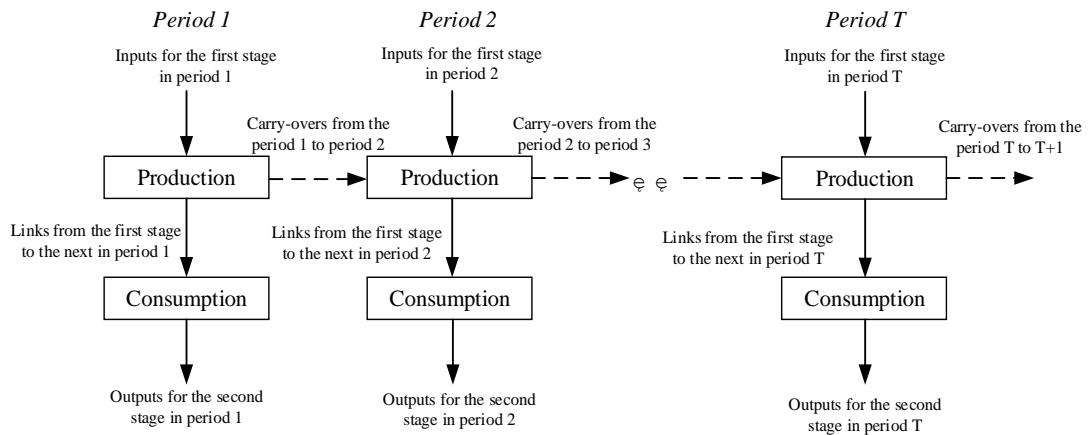 Period 1
Inputs for the first stage
in period 1
Production
Links from the first stage
to the next in period 1
Consumption
Outputs for the second
stage in period 1
Carry-overs from the
period 1 to period 2
Period 2
Inputs for the first stage
in period 2
Production
Links from the first stage
to the next in period 2
Consumption
Outputs for the second
stage in period 2
Carry-overs from the
period 2 to period 3
Period T
Inputs for the first stage
in period T
Production
Links from the first stage
to the next in period T
Consumption
Outputs for the second
stage in period T
Carry-overs from the
period T to T+1